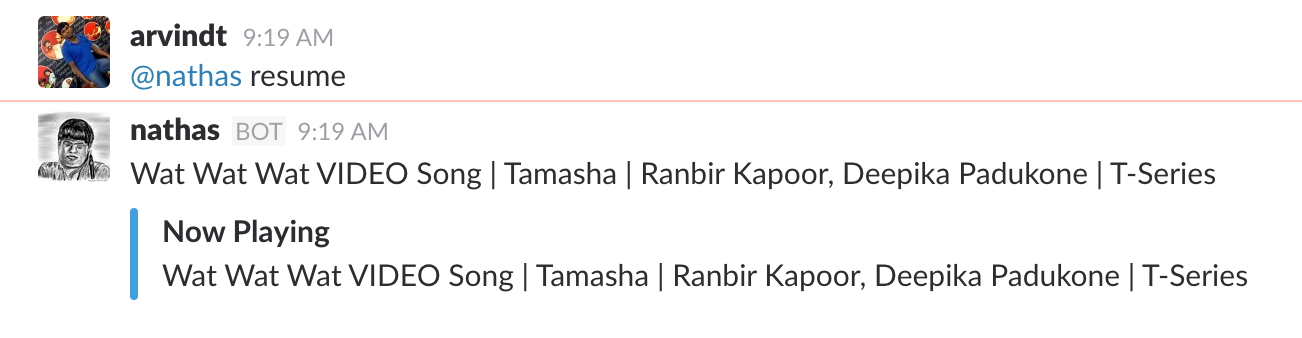 arvindt 9:19 AM
@nathas resume
nathas BOT 9:19 AM
Wat Wat Wat VIDEO Song | Tamasha | Ranbir Kapoor, Deepika Padukone | T-Series
Now Playing
Wat Wat Wat VIDEO Song | Tamasha | Ranbir Kapoor, Deepika Padukone | T-Series